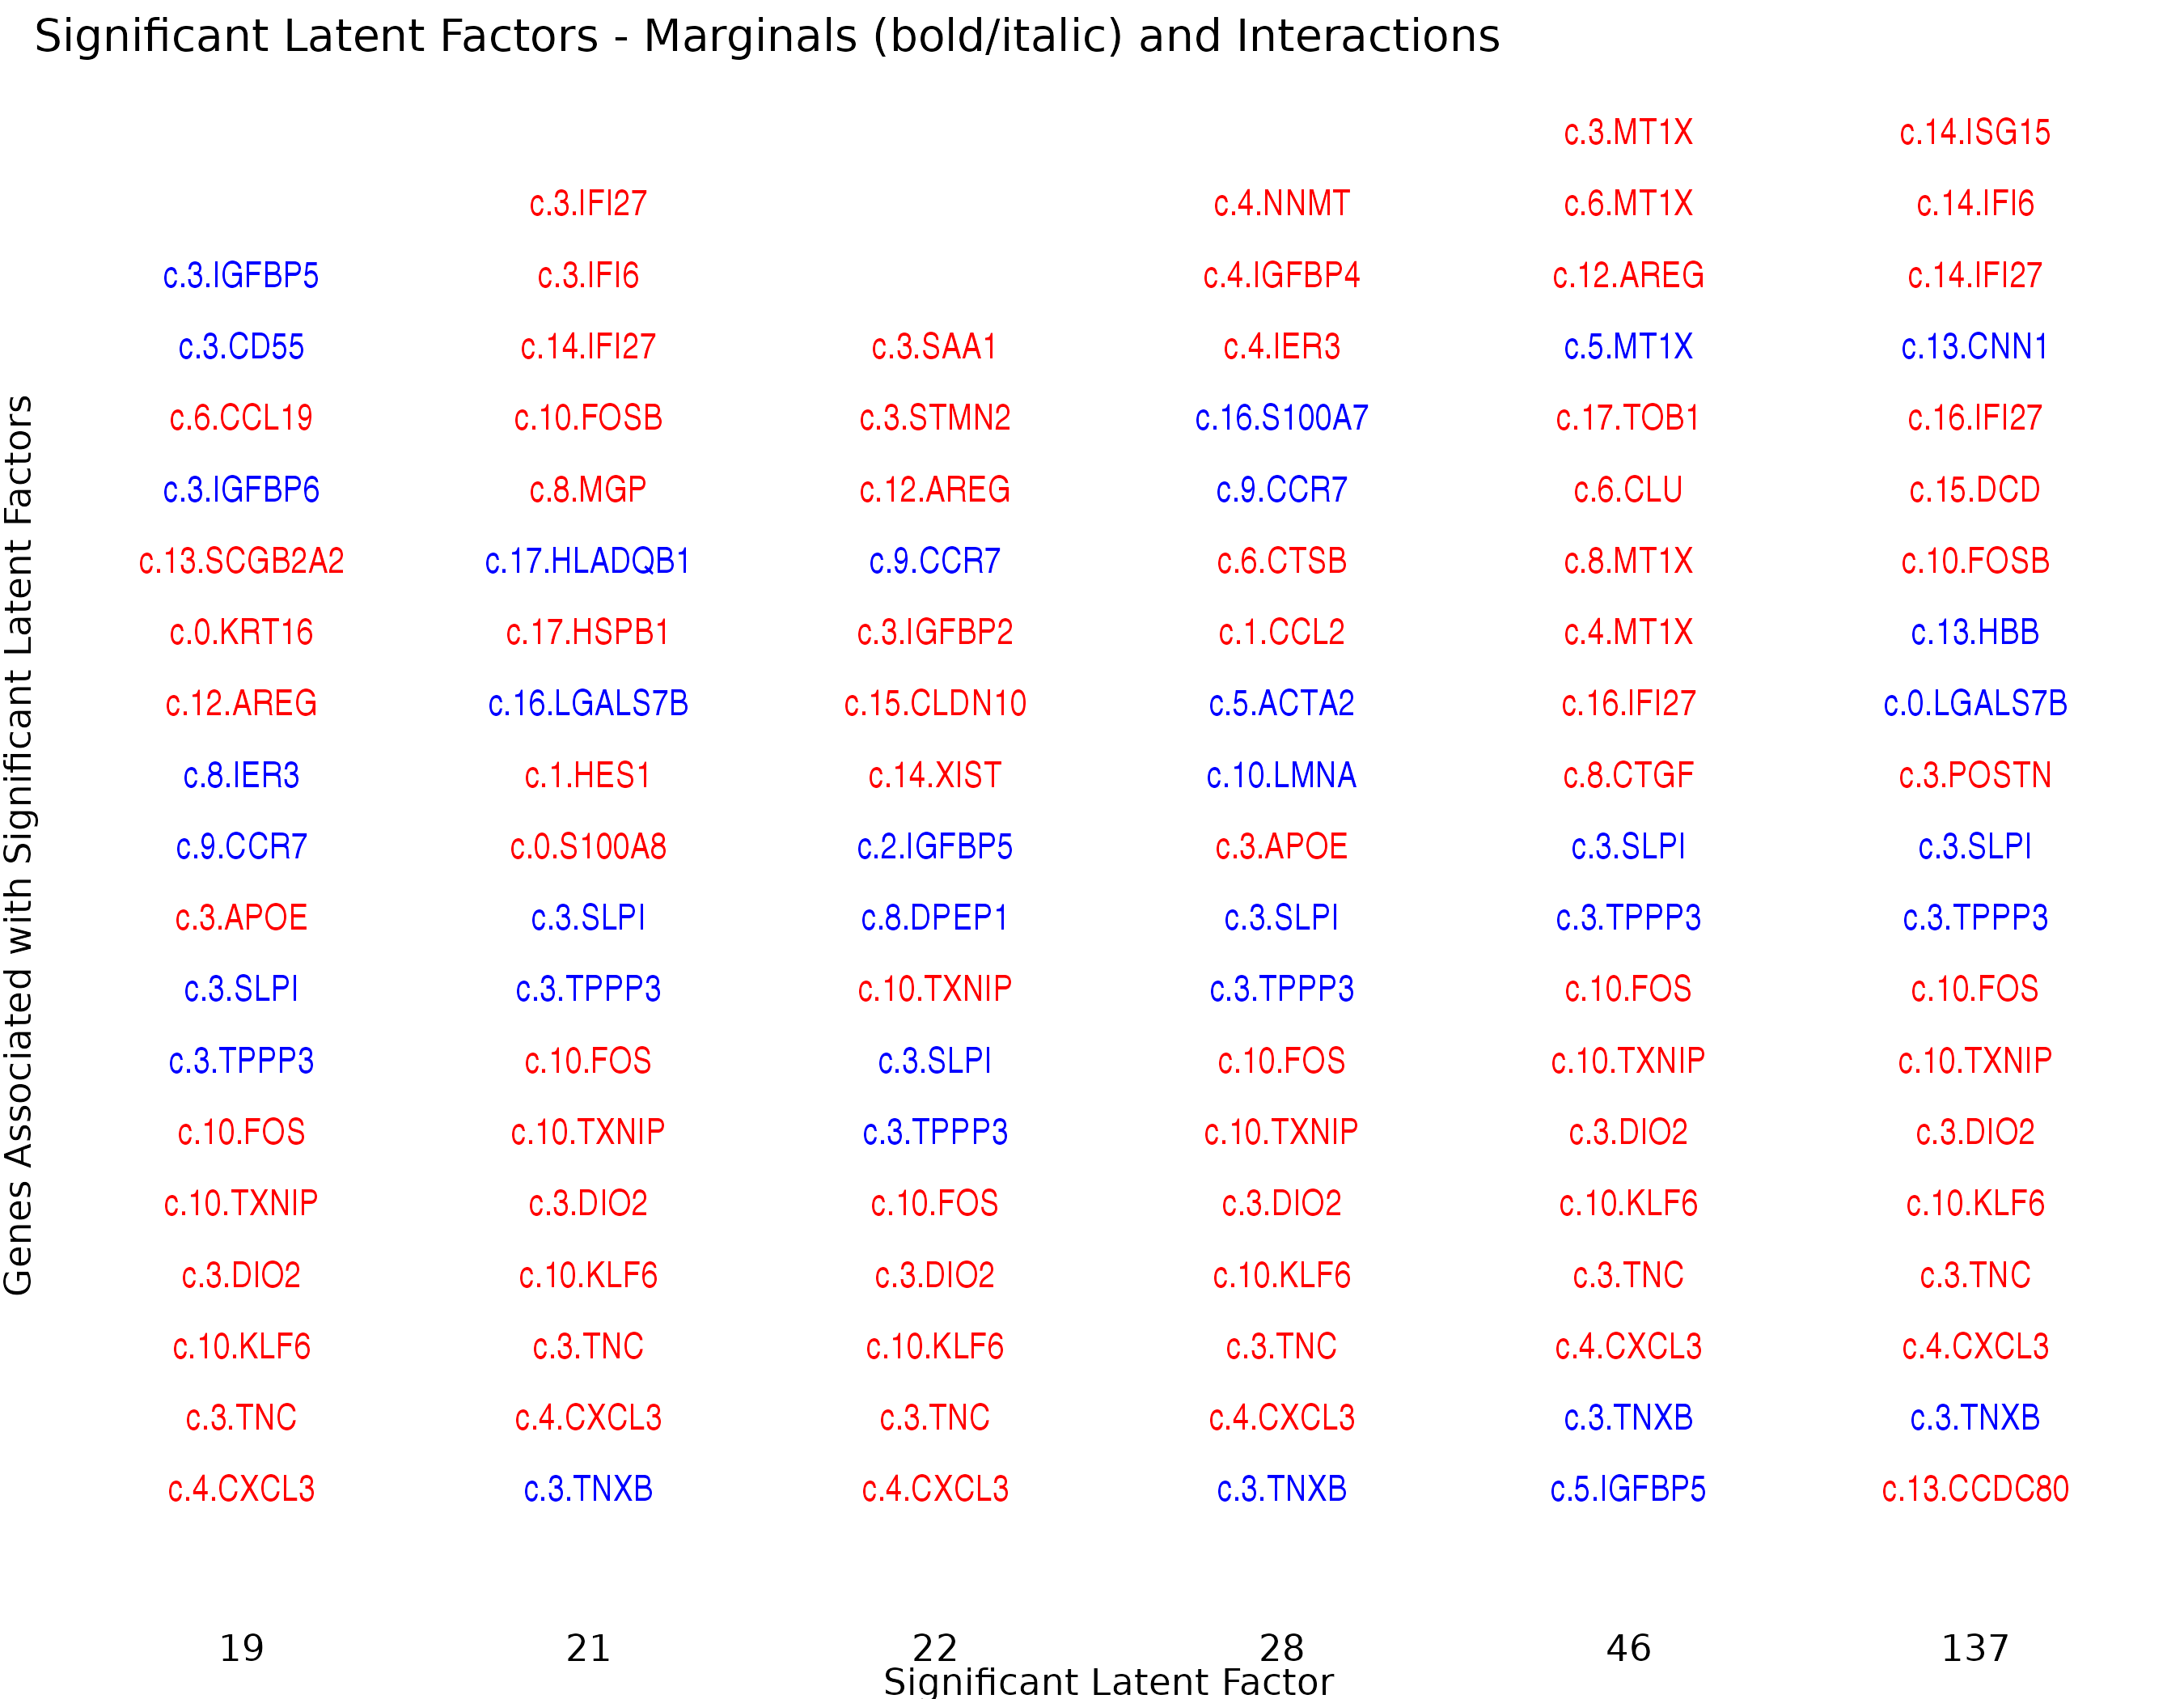 Significant Latent Factors - Marginals (bold/italic) and Interactions
c.3.MT1X c.14.ISG15
c.3.IFI27 c.4.NNMT c.6.MT1X c.14.IFI6
c.3.IGFBP5 c.3.IFI6 c.4.IGFBP4 c.12.AREG c.14.IFI27
c.3.CD55 c.14.IFI27 c.3.SAA1 c.4.IER3 c.5.MT1X c.13.CNN1
c.6.CCL19 c.10.FOSB c.3.STMN2 c.16.S100A7 c.17.TOB1 c.16.IFI27
c.3.IGFBP6 c.8.MGP c.12.AREG c.9.CCR7 c.6.CLU c.15.DCD
c.13.SCGB2A2 c.17.HLADQB1 c.9.CCR7 c.6.CTSB c.8.MT1X c.10.FOSB
c.0.KRT16 c.17.HSPB1 c.3.IGFBP2 c.1.CCL2 c.4.MT1X c.13.HBB
c.12.AREG c.16.LGALS7B c.15.CLDN10 c.5.ACTA2 c.16.IFI27 c.0.LGALS7B
c.8.IER3 c.1.HES1 c.14.XIST c.10.LMNA c.8.CTGF c.3.POSTN
c.9.CCR7 c.0.S100A8 c.2.IGFBP5 c.3.APOE c.3.SLPI c.3.SLPI
c.3.APOE c.3.SLPI c.8.DPEP1 c.3.SLPI c.3.TPPP3 c.3.TPPP3
c.3.SLPI c.3.TPPP3 c.10.TXNIP c.3.TPPP3 c.10.FOS c.10.FOS
c.3.TPPP3 c.10.FOS c.3.SLPI c.10.FOS c.10.TXNIP c.10.TXNIP
c.10.FOS c.10.TXNIP c.3.TPPP3 c.10.TXNIP c.3.DIO2 c.3.DIO2
c.10.TXNIP c.3.DIO2 c.10.FOS c.3.DIO2 c.10.KLF6 c.10.KLF6
c.3.DIO2 c.10.KLF6 c.3.DIO2 c.10.KLF6 c.3.TNC c.3.TNC
c.10.KLF6 c.3.TNC c.10.KLF6 c.3.TNC c.4.CXCL3 c.4.CXCL3
c.3.TNC c.4.CXCL3 c.3.TNC c.4.CXCL3 c.3.TNXB c.3.TNXB
c.4.CXCL3 c.3.TNXB c.4.CXCL3 c.3.TNXB c.5.IGFBP5 c.13.CCDC80
19 21 22 28 46 137
Significant Latent Factor
Genes Associated with Significant Latent Factors